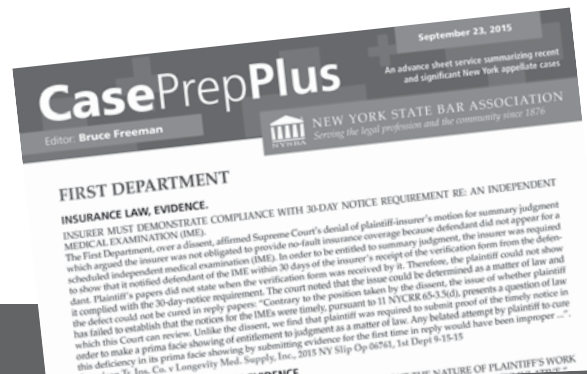 September 23, 2015
CasePrepPlus
An advance sheet service summarizing recent
and significant New York appellate cases
Editor: Bruce Freeman
NYSBA
NEW YORK STATE BAR ASSOCIATION
Serving the legal profession and the community since 1876
FIRST DEPARTMENT
INSURANCE LAW, EVIDENCE.
INSURER MUST DEMONSTRATE COMPLIANCE WITH 30-DAY NOTICE REQUIREMENT RE: AN INDEPENDENT
MEDICAL EXAMINATION (IME).
The First Department, over a dissent, affirmed Supreme Court's denial of plaintiff-insurer's motion for summary judgment
which argued the insurer was not obligated to provide no-fault insurance coverage because defendant did not appear for a
scheduled independent medical examination (IME). In order to be entitled to summary judgment, the insurer was required
to show that it notified defendant of the IME within 30 days of the insurer's receipt of the verification form from the defen-
dant. Plaintiff's papers did not state when the verification form was received by it. Therefore, the plaintiff could not show
it complied with the 30-day-notice requirement. The court noted that the issue could be determined as a matter of law and
the defect could not be cured in reply papers: "Contrary to the position taken by the dissent, the issue of whether plaintiff
has failed to establish that the notices for the IMEs were timely, pursuant to 11 NYCRR 65-3.5(d), presents a question of law
which this Court can review. Unlike the dissent, we find that plaintiff was required to submit proof of the timely notice in
order to make a prima facie showing of entitlement to judgment as a matter of law. Any belated attempt by plaintiff to cure
this deficiency in its prima facie showing by submitting evidence for the first time in reply would have been improper ...".
Ins. Co. v Longevity Med. Supply, Inc., 2015 NY Slip Op 06761, 1st Dept 9-15-15
THE NATURE OF PLAINTIFF'S WORK